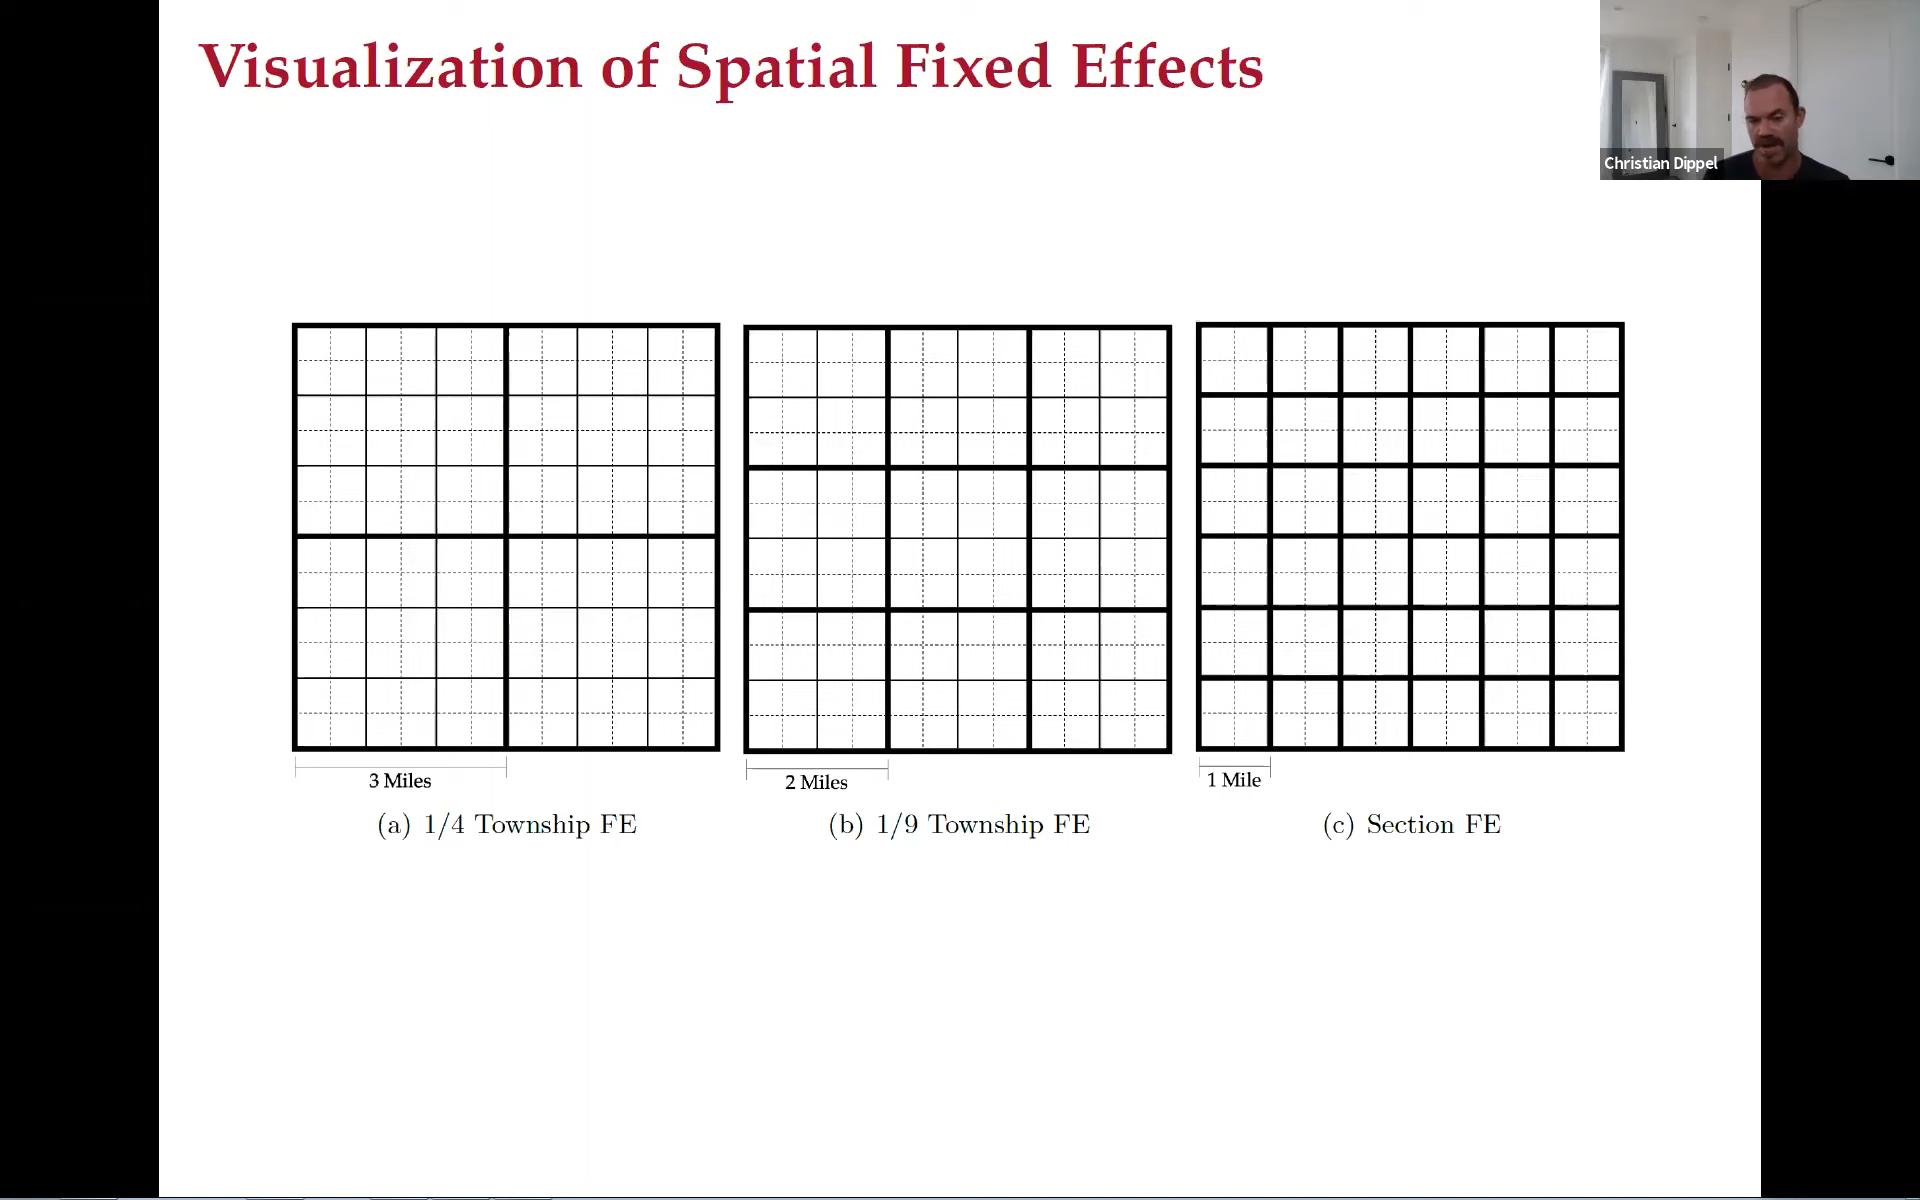 Visualization of Spatial Fixed Effects
Christian Dippel
3 Miles
2 Miles
1 Mile
(a) 1/4 Township FE
(b) 1/9 Township FE
(c) Section FE